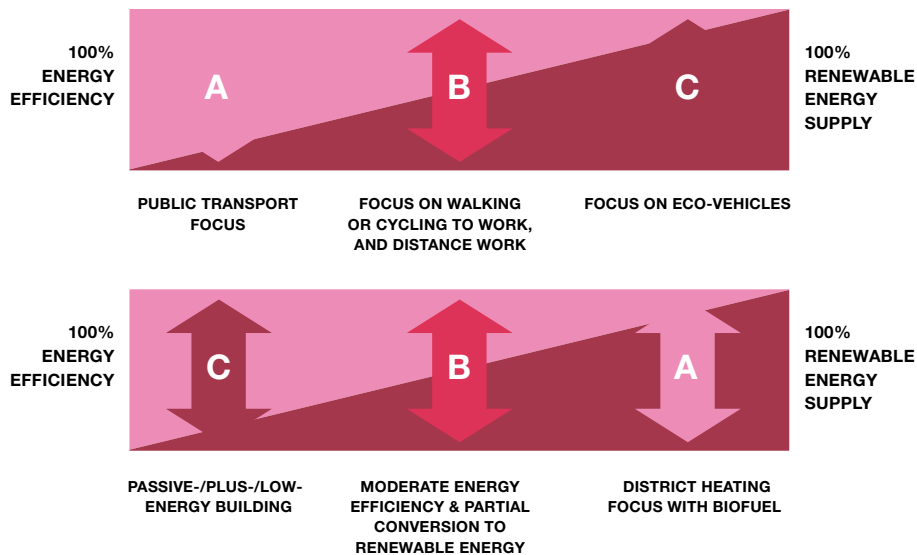 100%
ENERGY
EFFICIENCY
A
B
C
100%
RENEWABLE
ENERGY
SUPPLY
PUBLIC TRANSPORT
FOCUS
FOCUS ON WALKING
OR CYCLING TO WORK,
AND DISTANCE WORK
FOCUS ON ECO-VEHICLES
100%
ENERGY
EFFICIENCY
C
B
A
100%
RENEWABLE
ENERGY
SUPPLY
PASSIVE-/PLUS-/LOW-
ENERGY BUILDING
MODERATE ENERGY
EFFICIENCY & PARTIAL
CONVERSION TO
RENEWABLE ENERGY
DISTRICT HEATING
FOCUS WITH BIOFUEL